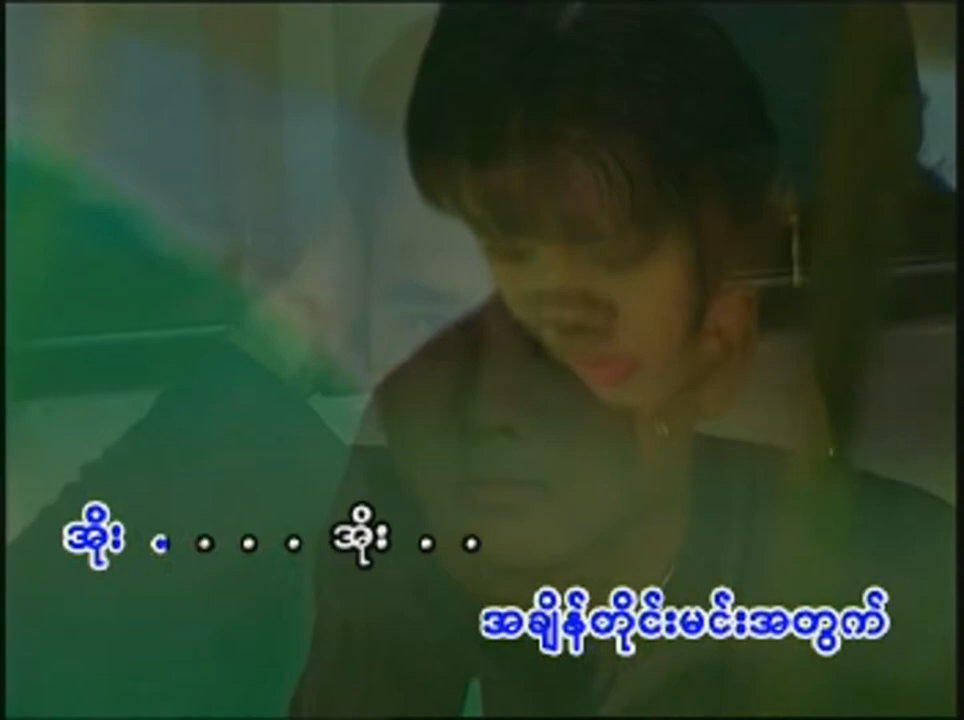 အိုး . . . . အိုး . .
အချိန်တိုင်းမင်းအတွက်